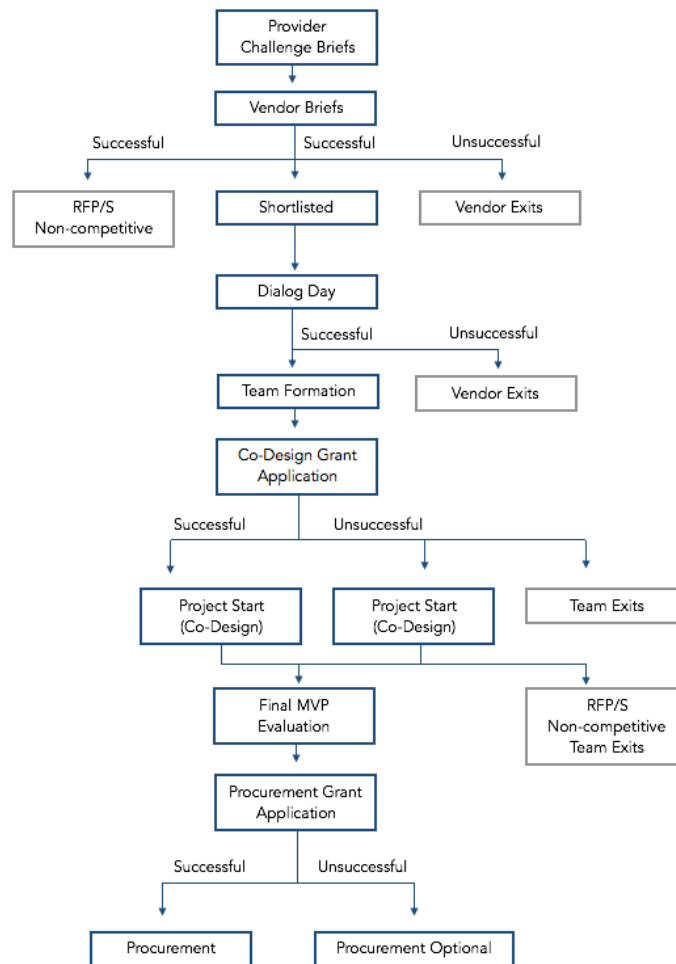 Provider
Challenge Briefs
Vendor Briefs
Successful
Successful
Unsuccessful
RFP/S
Non-competitive
Shortlisted
Vendor Exits
Dialog Day
Successful
Unsuccessful
Team Formation
Vendor Exits
Co-Design Grant
Application
Successful
Unsuccessful
Project Start
(Co-Design)
Project Start
(Co-Design)
Team Exits
Final MVP
Evaluation
RFP/S
Non-competitive
Team Exits
Procurement Grant
Application
Successful
Unsuccessful
Procurement
Procurement Optional